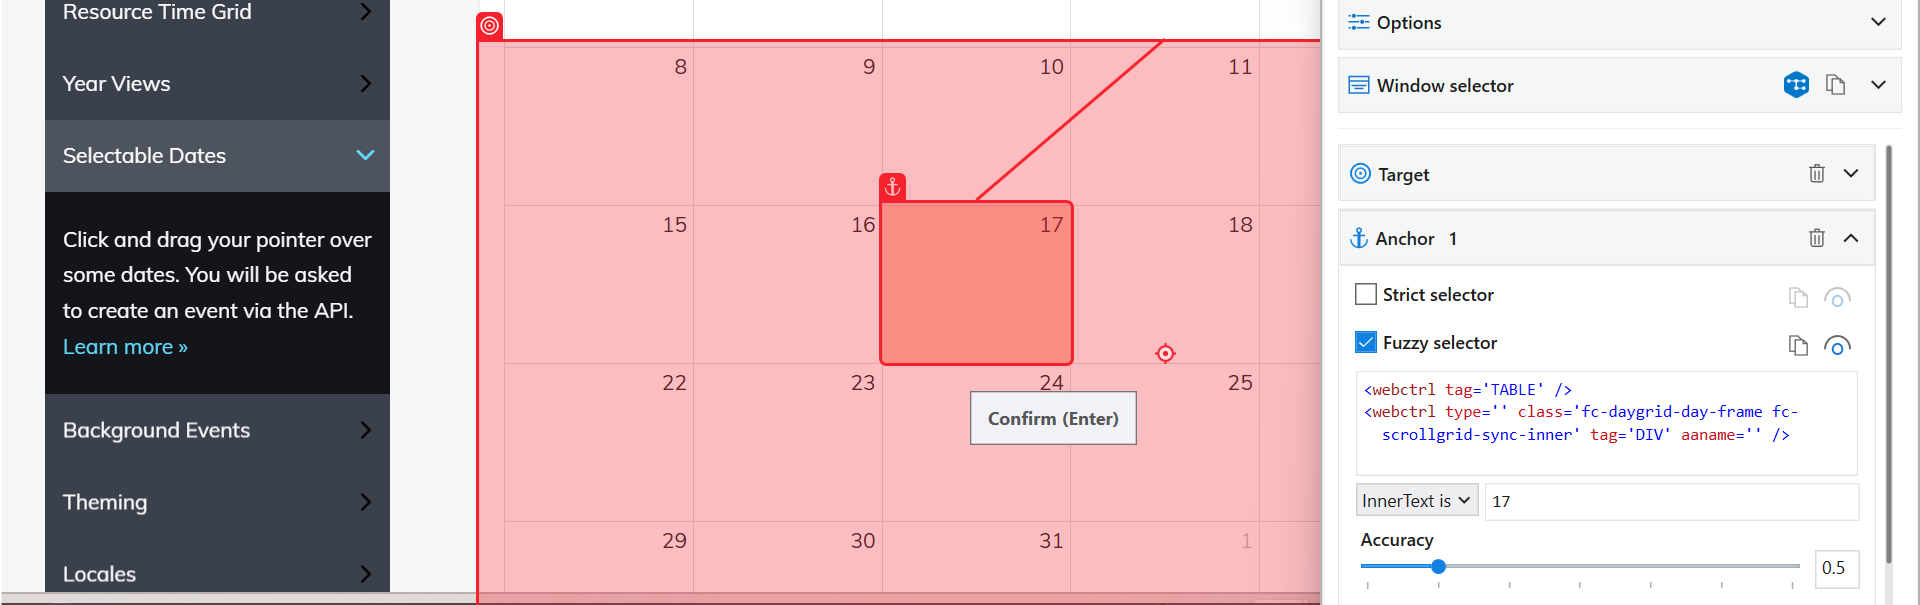 Resource Time Grid
Year Views
Selectable Dates
Click and drag your pointer over
some dates. You will be asked
to create an event via the API.
Learn more »
Background Events
Theming
Locales
8 9 10 11
15 16 17 18
22 23 24 25
Confirm (Enter)
29 30 31 1
Options
Window selector
Target
Anchor 1
Strict selector
Fuzzy selector
<webctrl tag='TABLE' />
<webctrl type='' class='fc-daygrid-day-frame fc-
scrollgrid-sync-inner' tag='DIV' aaname='' />
InnerText is 17
Accuracy
0.5